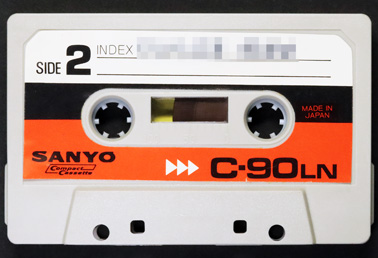 SIDE 2 INDEX
MADE IN
JAPAN
SANYO
Compact
Cassette
C-90LN